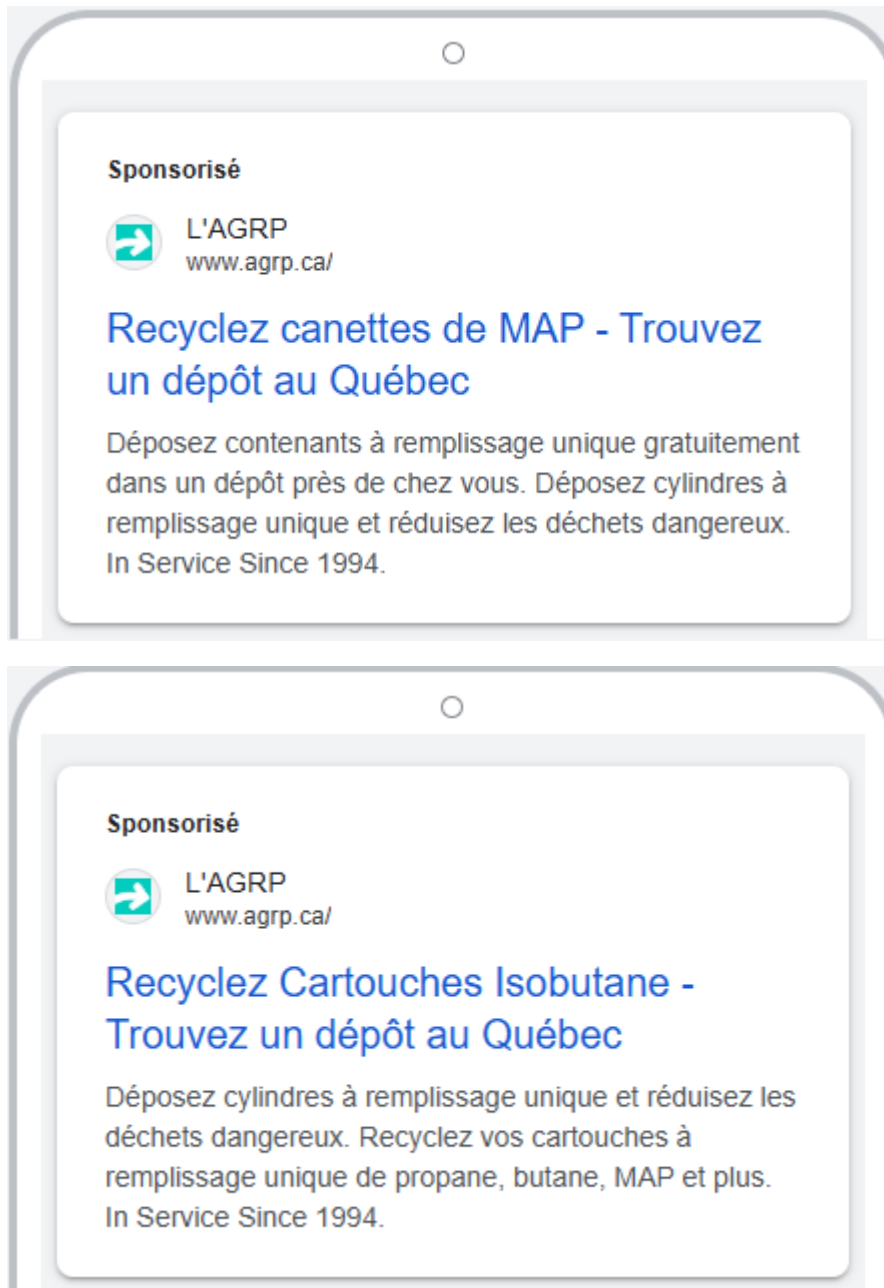 Sponsorisé
L'AGRP
www.agrp.ca/
Recyclez canettes de MAP - Trouvez
un dépôt au Québec
Déposez contenants à remplissage unique gratuitement
dans un dépôt près de chez vous. Déposez cylindres à
remplissage unique et réduisez les déchets dangereux.
In Service Since 1994.
Sponsorisé
L'AGRP
www.agrp.ca/
Recyclez Cartouches Isobutane -
Trouvez un dépôt au Québec
Déposez cylindres à remplissage unique et réduisez les
déchets dangereux. Recyclez vos cartouches à
remplissage unique de propane, butane, MAP et plus.
In Service Since 1994.